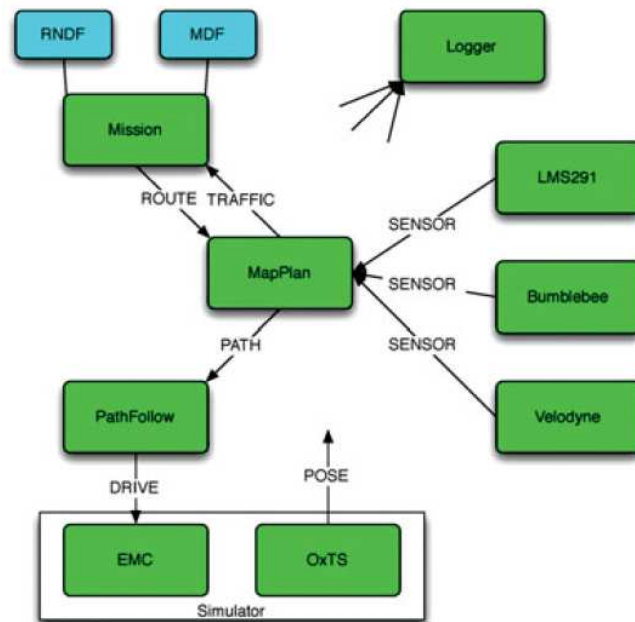 RNDF
MDF
Logger
Mission
LMS291
ROUTE
TRAFFIC
SENSOR
MapPlan
SENSOR
Bumblebee
PATH
SENSOR
PathFollow
Velodyne
DRIVE
POSE
EMC
OxTS
Simulator